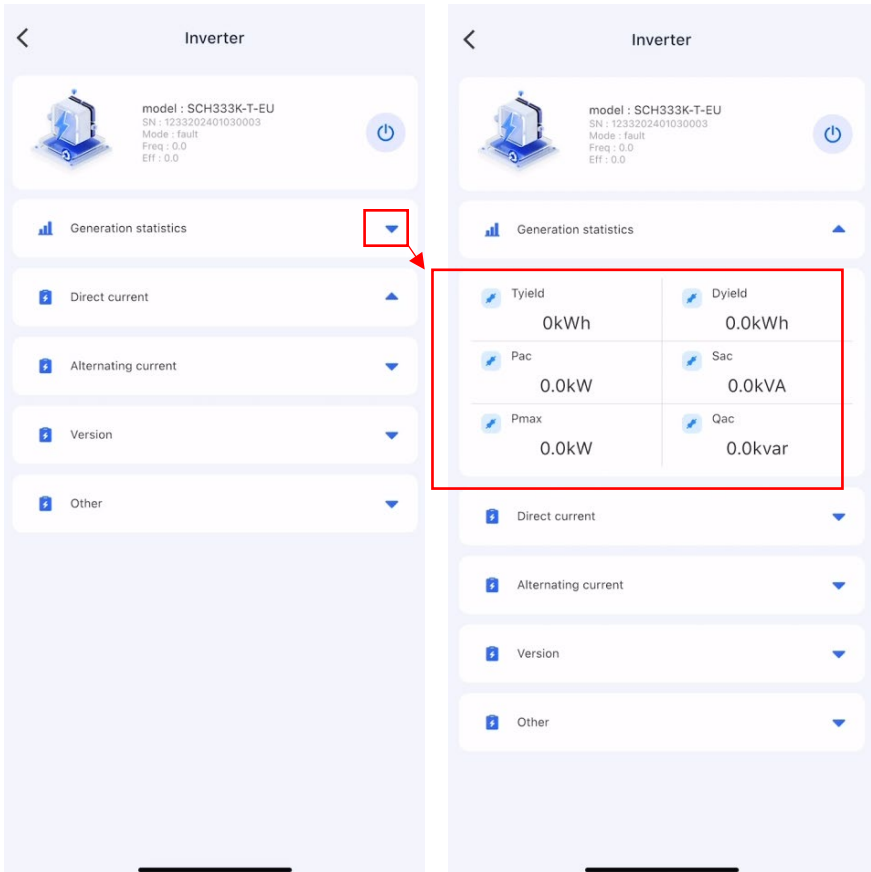 Inverter
model : SCH333K-T-EU
SN : 1233202401030003
Mode : fault
Freq : 0.0
Eff : 0.0
Generation statistics
Direct current
Alternating current
Version
Other
Inverter
model : SCH333K-T-EU
SN : 1233202401030003
Mode : fault
Freq : 0.0
Eff : 0.0
Generation statistics
Tyield
0kWh
Dyield
0.0kWh
Pac
0.0kW
Sac
0.0kVA
Pmax
0.0kW
Qac
0.0kvar
Direct current
Alternating current
Version
Other